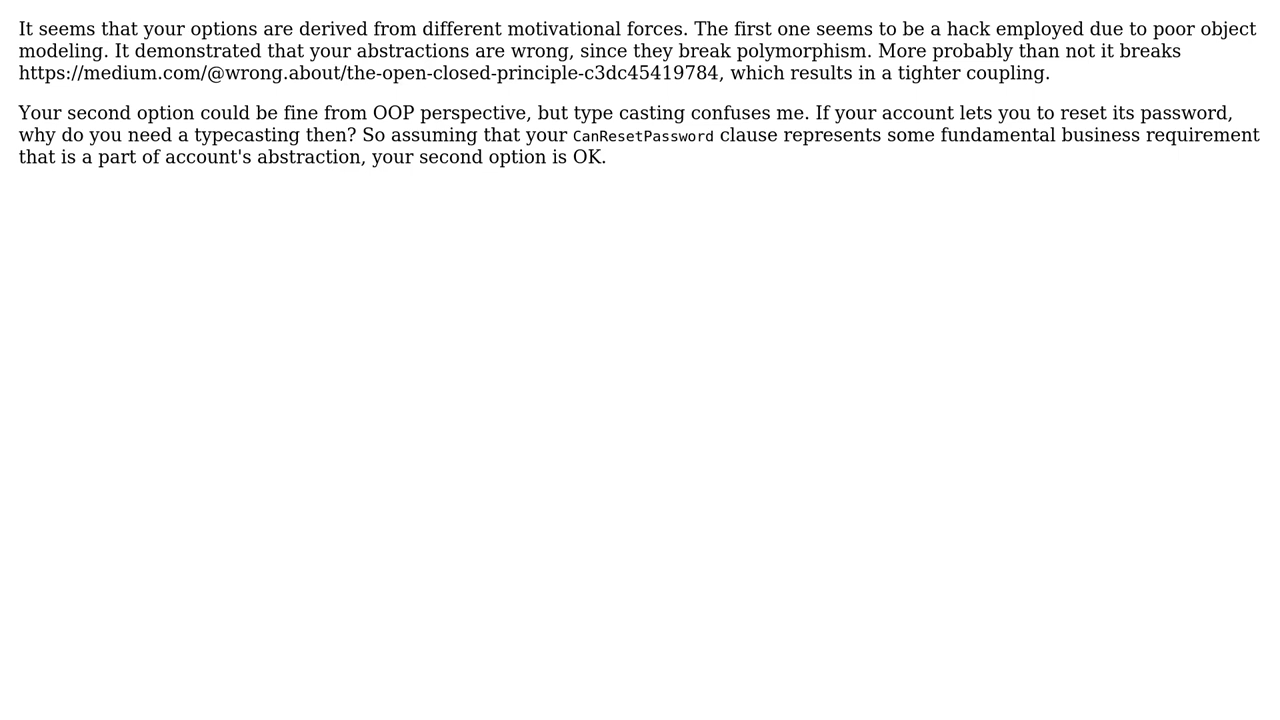 It seems that your options are derived from different motivational forces. The first one seems to be a hack employed due to poor object
modeling. It demonstrated that your abstractions are wrong, since they break polymorphism. More probably than not it breaks
https://medium.com/@wrong.about/the-open-closed-principle-c3dc45419784, which results in a tighter coupling.
Your second option could be fine from OOP perspective, but type casting confuses me. If your account lets you to reset its password,
why do you need a typecasting then? So assuming that your CanResetPassword clause represents some fundamental business requirement
that is a part of account's abstraction, your second option is OK.